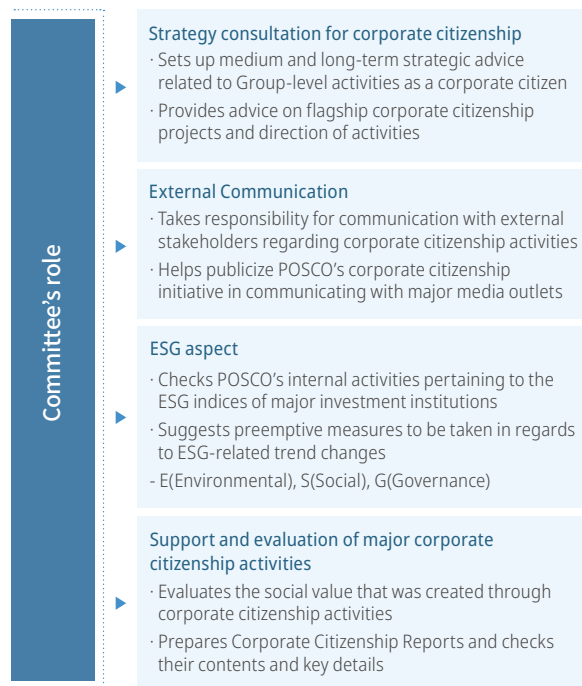 Committee's role
Strategy consultation for corporate citizenship
· Sets up medium and long-term strategic advice
related to Group-level activities as a corporate citizen
· Provides advice on flagship corporate citizenship
projects and direction of activities
External Communication
· Takes responsibility for communication with external
stakeholders regarding corporate citizenship activities
· Helps publicize POSCO's corporate citizenship
initiative in communicating with major media outlets
ESG aspect
· Checks POSCO's internal activities pertaining to the
ESG indices of major investment institutions
· Suggests preemptive measures to be taken in regards
to ESG-related trend changes
- E(Environmental), S(Social), G(Governance)
Support and evaluation of major corporate
citizenship activities
· Evaluates the social value that was created through
corporate citizenship activities
· Prepares Corporate Citizenship Reports and checks
their contents and key details